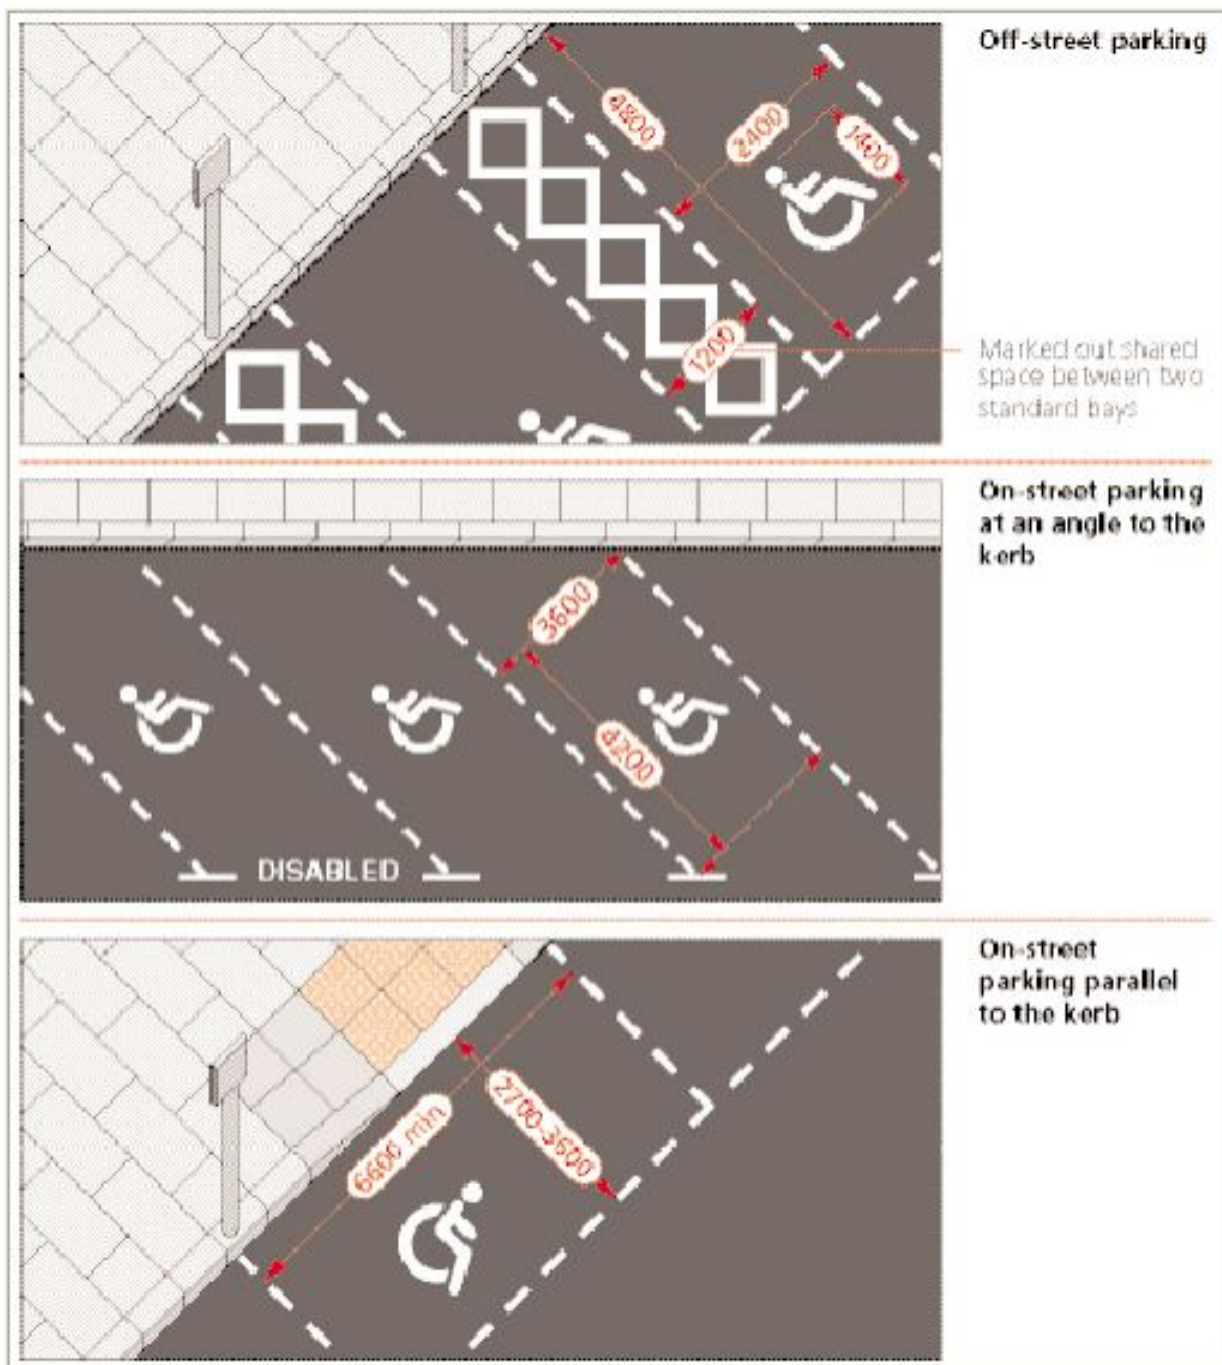 Off-street parking
4800
2400
1400
1200
Marked out shared
space between two
standard bays
On-street parking
at an angle to the
kerb
3600
4200
DISABLED
On-street
parking parallel
to the kerb
2700-3600
6600 min